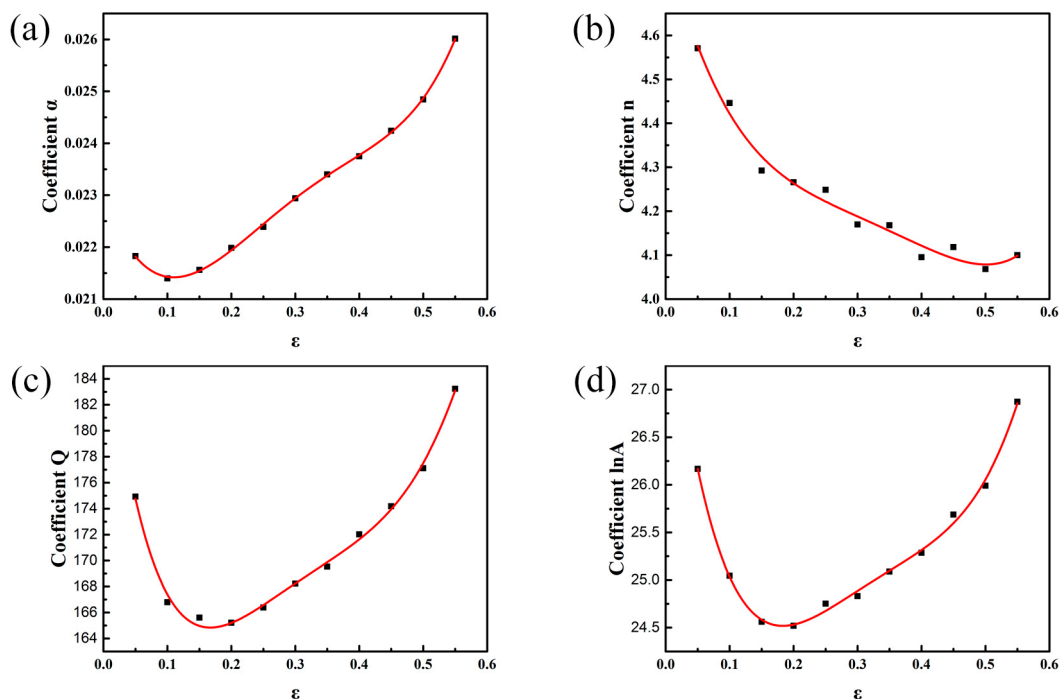 (a)
Coefficient α
0.026
0.025
0.024
0.023
0.022
0.021
0.0 0.1 0.2 0.3 0.4 0.5 0.6
ε
(b)
Coefficient n
4.6
4.5
4.4
4.3
4.2
4.1
4.0
0.0 0.1 0.2 0.3 0.4 0.5 0.6
ε
(c)
Coefficient Q
184
182
180
178
176
174
172
170
168
166
164
0.0 0.1 0.2 0.3 0.4 0.5 0.6
ε
(d)
Coefficient lnA
27.0
26.5
26.0
25.5
25.0
24.5
0.0 0.1 0.2 0.3 0.4 0.5 0.6
ε